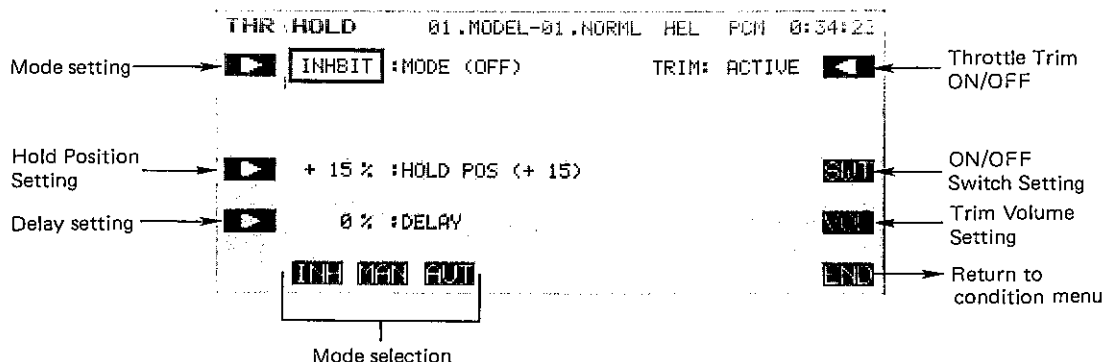 THR HOLD 01.MODEL-01.NORML HEL PCM 0:34:23
Mode setting
INHBIT :MODE (OFF)
TRIM: ACTIVE
Throttle Trim
ON/OFF
Hold Position
Setting
+ 15 % :HOLD POS (+ 15)
SWT
ON/OFF
Switch Setting
Delay setting
0 % :DELAY
VOL
Trim Volume
Setting
INH MAN AUT
END
Return to
condition menu
Mode selection